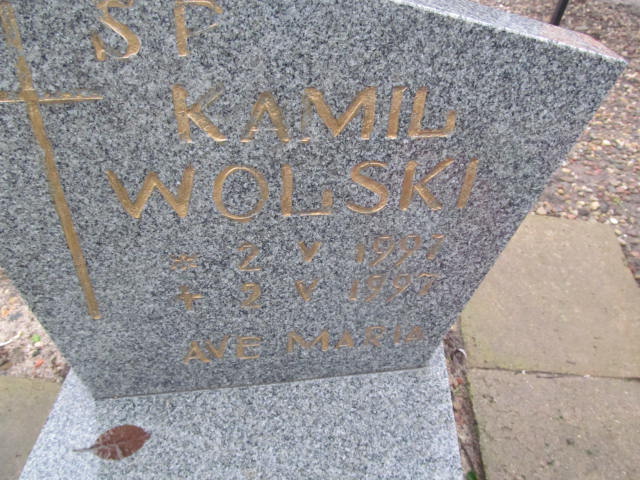 SP
KAMIL
WOLSKI
* 2 V 1997
+ 2 V 1997
AVE MARIA